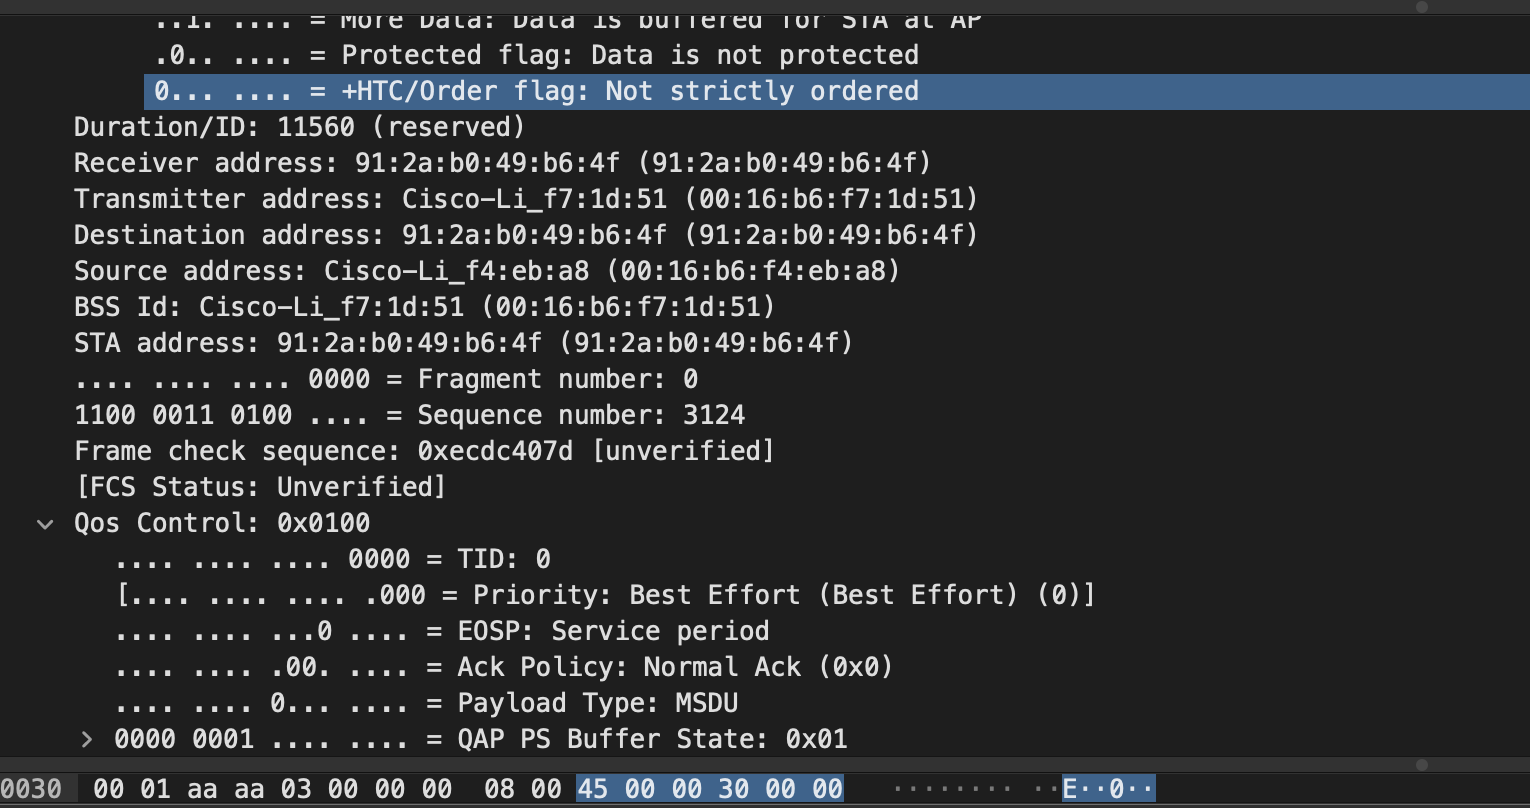 ..1. .... = More Data: Data is buffered for STA at AP
.0.. .... = Protected flag: Data is not protected
0... .... = +HTC/Order flag: Not strictly ordered
Duration/ID: 11560 (reserved)
Receiver address: 91:2a:b0:49:b6:4f (91:2a:b0:49:b6:4f)
Transmitter address: Cisco-Li_f7:1d:51 (00:16:b6:f7:1d:51)
Destination address: 91:2a:b0:49:b6:4f (91:2a:b0:49:b6:4f)
Source address: Cisco-Li_f4:eb:a8 (00:16:b6:f4:eb:a8)
BSS Id: Cisco-Li_f7:1d:51 (00:16:b6:f7:1d:51)
STA address: 91:2a:b0:49:b6:4f (91:2a:b0:49:b6:4f)
.... .... .... 0000 = Fragment number: 0
1100 0011 0100 .... = Sequence number: 3124
Frame check sequence: 0xecdc407d [unverified]
[FCS Status: Unverified]
Qos Control: 0x0100
.... .... .... 0000 = TID: 0
[.... .... .... .000 = Priority: Best Effort (Best Effort) (0)]
.... .... ...0 .... = EOSP: Service period
.... .... .00. .... = Ack Policy: Normal Ack (0x0)
.... .... 0... .... = Payload Type: MSDU
0000 0001 .... .... = QAP PS Buffer State: 0x01
0030 00 01 aa aa 03 00 00 00 08 00 45 00 00 30 00 00 ········ ··E··0··